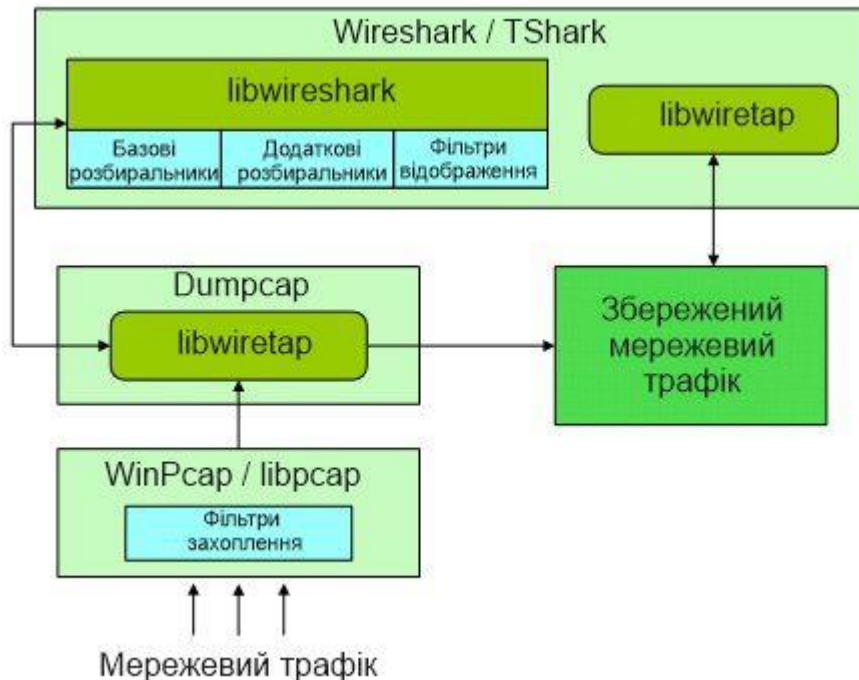 Wireshark / TShark
libwireshark
libwiretap
Базові
розбиральники
Додаткові
розбиральники
Фільтри
відображення
Dumpcap
libwiretap
Збережений
мережевий
трафік
WinPcap / libpcap
Фільтри
захоплення
Мережевий трафік